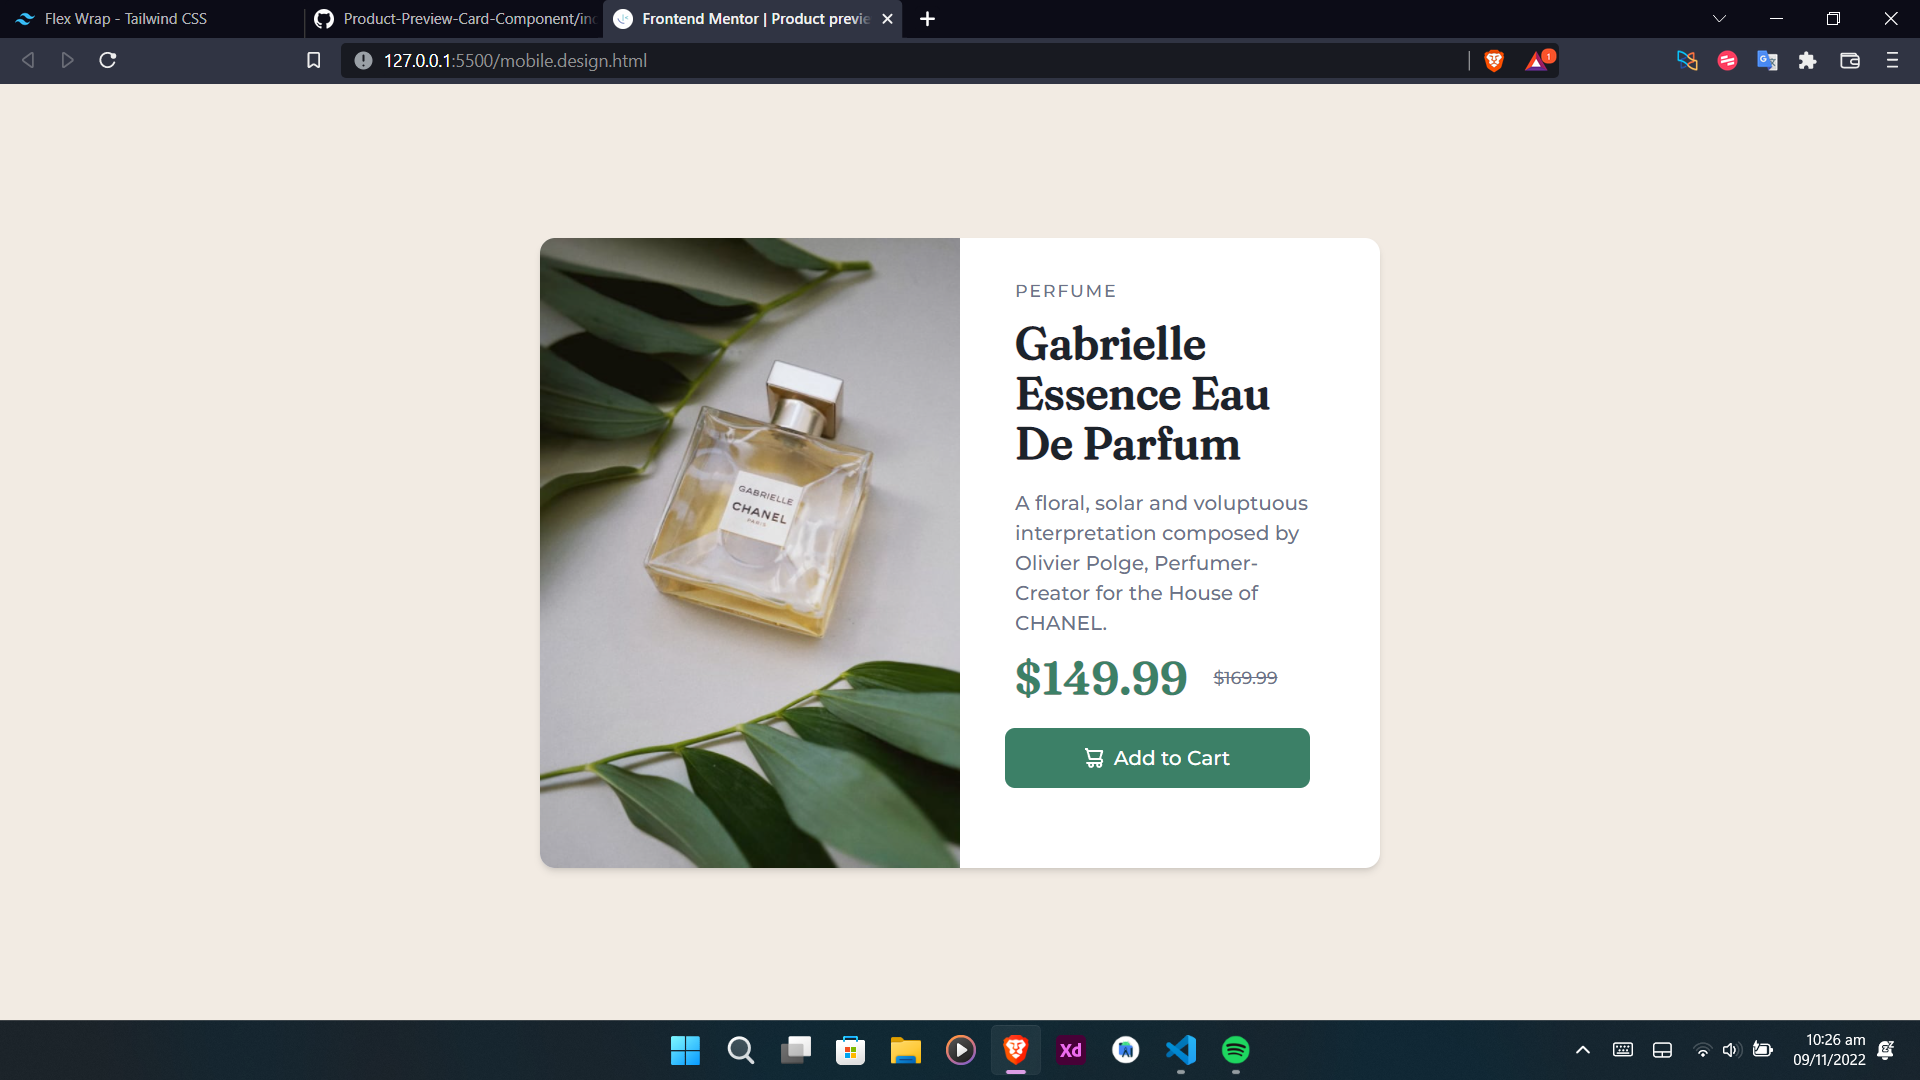 Flex Wrap - Tailwind CSS
Product-Preview-Card-Component/in
Frontend Mentor | Product previe
127.0.0.1:5500/mobile.design.html
1
PERFUME
Gabrielle
Essence Eau
De Parfum
A floral, solar and voluptuous
interpretation composed by
Olivier Polge, Perfumer-
Creator for the House of
CHANEL.
$149.99 $169.99
Add to Cart
GABRIELLE
CHANEL
PARIS
Xd
10:26 am
09/11/2022